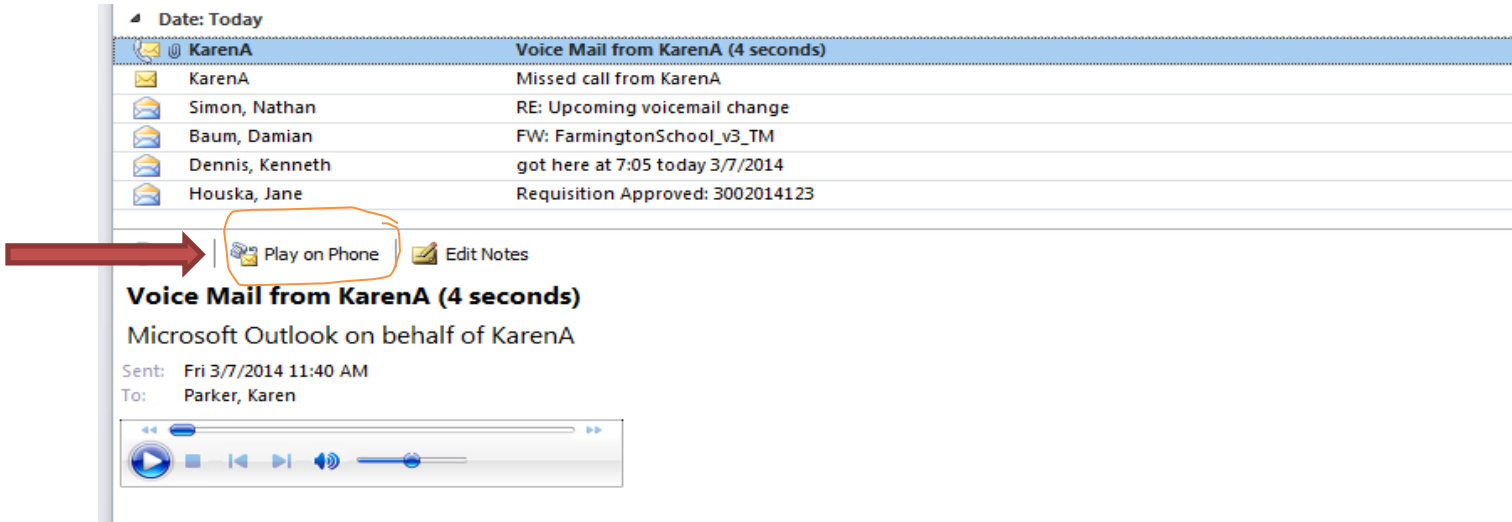 Date: Today
KarenA Voice Mail from KarenA (4 seconds)
KarenA Missed call from KarenA
Simon, Nathan RE: Upcoming voicemail change
Baum, Damian FW: FarmingtonSchool_v3_TM
Dennis, Kenneth got here at 7:05 today 3/7/2014
Houska, Jane Requisition Approved: 3002014123
Play on Phone Edit Notes
Voice Mail from KarenA (4 seconds)
Microsoft Outlook on behalf of KarenA
Sent: Fri 3/7/2014 11:40 AM
To: Parker, Karen